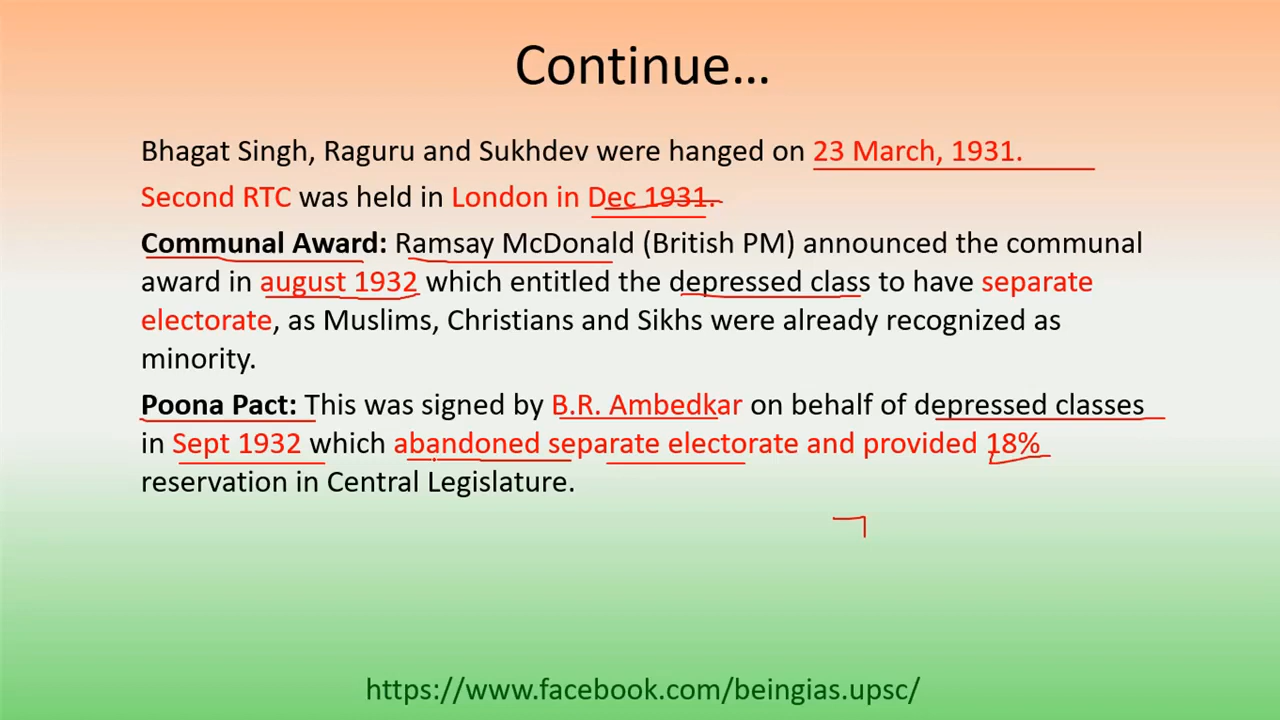 Continue...
Bhagat Singh, Raguru and Sukhdev were hanged on 23 March, 1931.
Second RTC was held in London in Dec 1931.
Communal Award: Ramsay McDonald (British PM) announced the communal
award in august 1932 which entitled the depressed class to have separate
electorate, as Muslims, Christians and Sikhs were already recognized as
minority.
Poona Pact: This was signed by B.R. Ambedkar on behalf of depressed classes
in Sept 1932 which abandoned separate electorate and provided 18%
reservation in Central Legislature.
https://www.facebook.com/beingias.upsc/